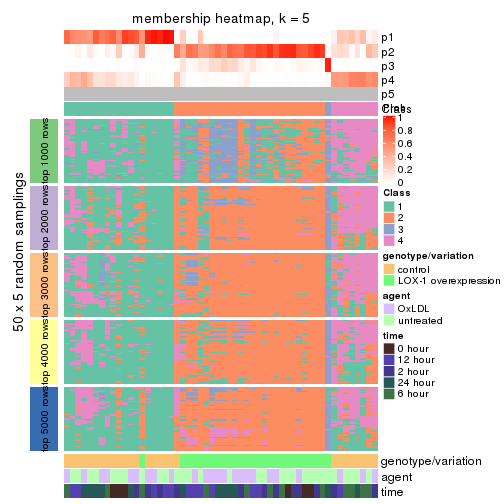 membership heatmap, k = 5
p1
p2
p3
p4
p5
Prob
Class
1
0.8
0.6
0.4
0.2
0
Class
1
2
3
4
genotype/variation
control
LOX-1 overexpression
agent
OxLDL
untreated
time
0 hour
12 hour
2 hour
24 hour
6 hour
50 x 5 random samplings
top 1000 rows
top 2000 rows
top 3000 rows
top 4000 rows
top 5000 rows
genotype/variation
agent
time